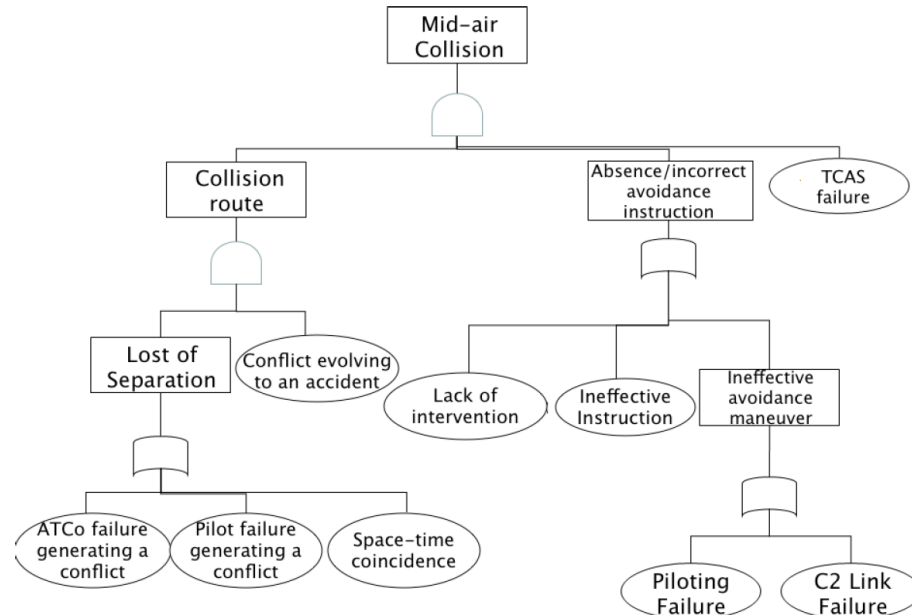 Mid-air
Collision
Collision
route
Absence/incorrect
avoidance
instruction
TCAS
failure
Lost of
Separation
Conflict evolving
to an accident
Lack of
intervention
Ineffective
Instruction
Ineffective
avoidance
maneuver
ATCo failure
generating a
conflict
Pilot failure
generating a
conflict
Space-time
coincidence
Piloting
Failure
C2 Link
Failure